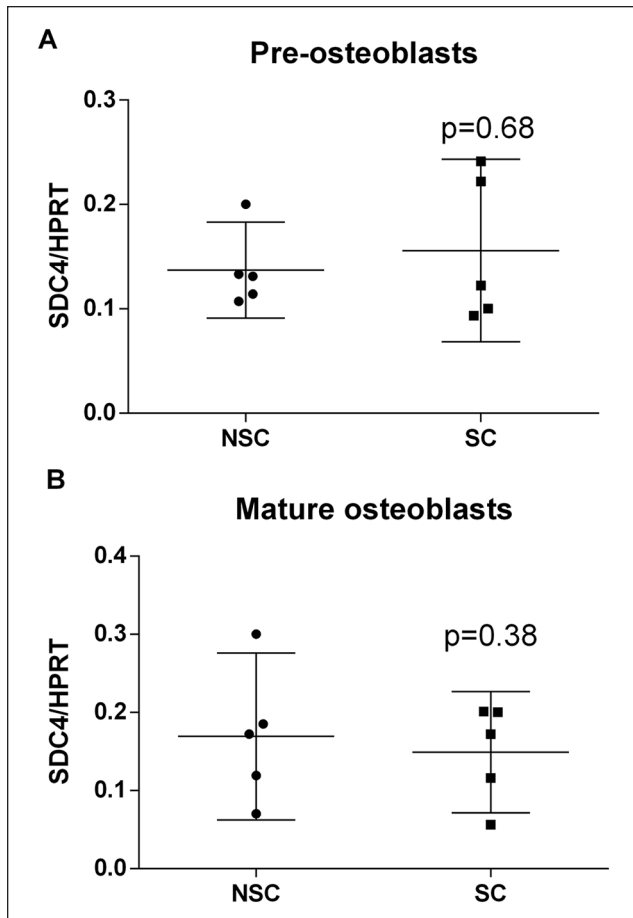 A
Pre-osteoblasts
0.3
p=0.68
0.2
SDC4/HPRT
0.1
0.0
NSC SC
B
Mature osteoblasts
0.4
0.3
p=0.38
SDC4/HPRT
0.2
0.1
0.0
NSC SC